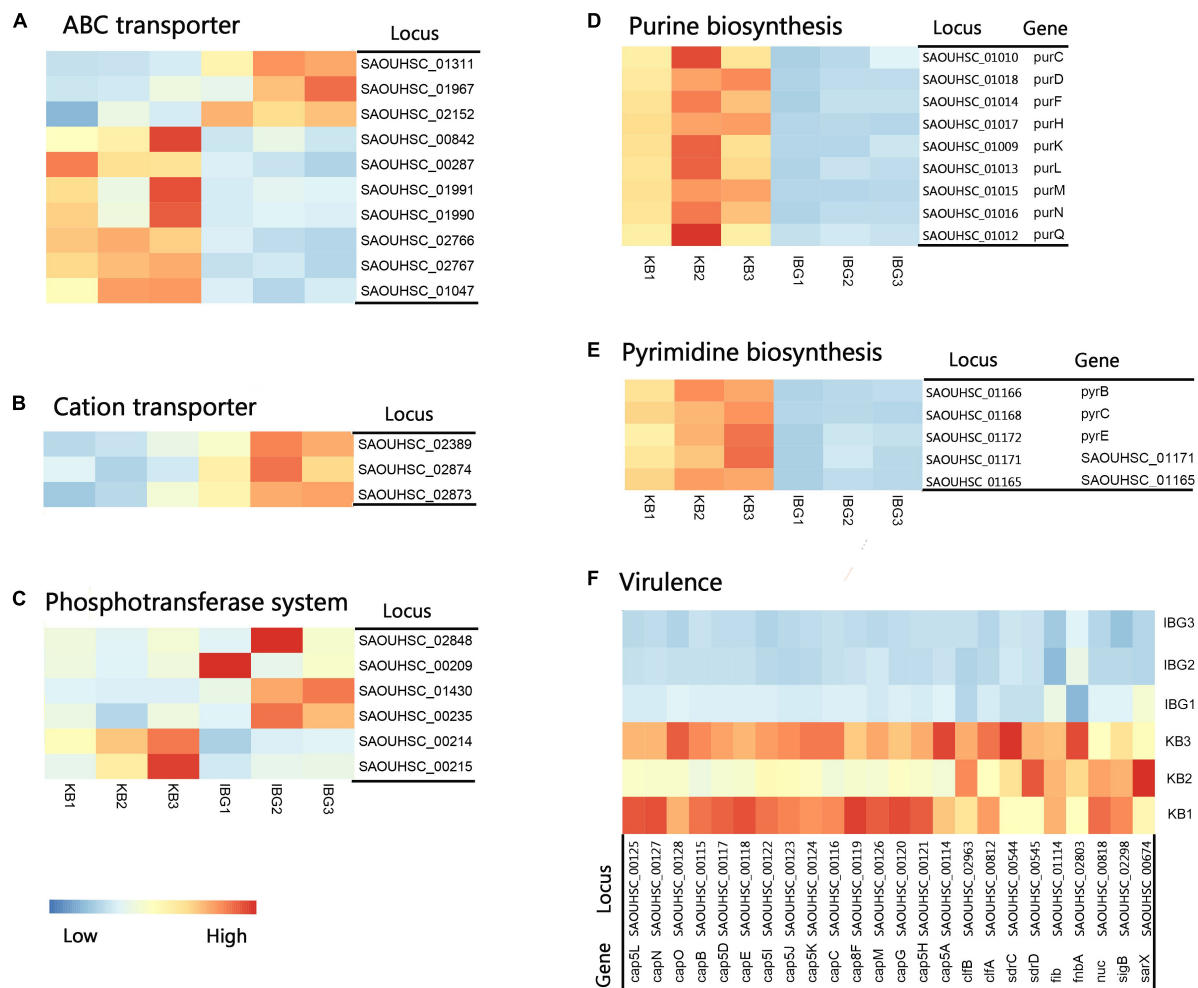 A ABC transporter
Locus
SAOUHSC_01311
SAOUHSC_01967
SAOUHSC_02152
SAOUHSC_00842
SAOUHSC_00287
SAOUHSC_01991
SAOUHSC_01990
SAOUHSC_02766
SAOUHSC_02767
SAOUHSC_01047
B Cation transporter
Locus
SAOUHSC_02389
SAOUHSC_02874
SAOUHSC_02873
C Phosphotransferase system
Locus
SAOUHSC_02848
SAOUHSC_00209
SAOUHSC_01430
SAOUHSC_00235
SAOUHSC_00214
SAOUHSC_00215
KB1 KB2 KB3 IBG1 IBG2 IBG3
Low High
D Purine biosynthesis
Locus Gene
SAOUHSC_01010 purC
SAOUHSC_01018 purD
SAOUHSC_01014 purF
SAOUHSC_01017 purH
SAOUHSC_01009 purK
SAOUHSC_01013 purL
SAOUHSC_01015 purM
SAOUHSC_01016 purN
SAOUHSC_01012 purQ
KB1 KB2 KB3 IBG1 IBG2 IBG3
E Pyrimidine biosynthesis
Locus Gene
SAOUHSC_01166 pyrB
SAOUHSC_01168 pyrC
SAOUHSC_01172 pyrE
SAOUHSC_01171 SAOUHSC_01171
SAOUHSC_01165 SAOUHSC_01165
KB1 KB2 KB3 IBG1 IBG2 IBG3
F Virulence
IBG3
IBG2
IBG1
KB3
KB2
KB1
Locus SAOUHSC_00125 SAOUHSC_00127 SAOUHSC_00128 SAOUHSC_00115 SAOUHSC_00117 SAOUHSC_00118 SAOUHSC_00122 SAOUHSC_00123 SAOUHSC_00124 SAOUHSC_00116 SAOUHSC_00119 SAOUHSC_00126 SAOUHSC_00120 SAOUHSC_00121 SAOUHSC_00114 SAOUHSC_02963 SAOUHSC_00812 SAOUHSC_00544 SAOUHSC_00545 SAOUHSC_01114 SAOUHSC_02803 SAOUHSC_00818 SAOUHSC_02298 SAOUHSC_00674
Gene cap5L capN capO capB cap5D capE cap5I cap5J cap5K capC cap8F capM capG cap5H cap5A clfB clfA sdrC sdrD fib fnbA nuc sigB sarX